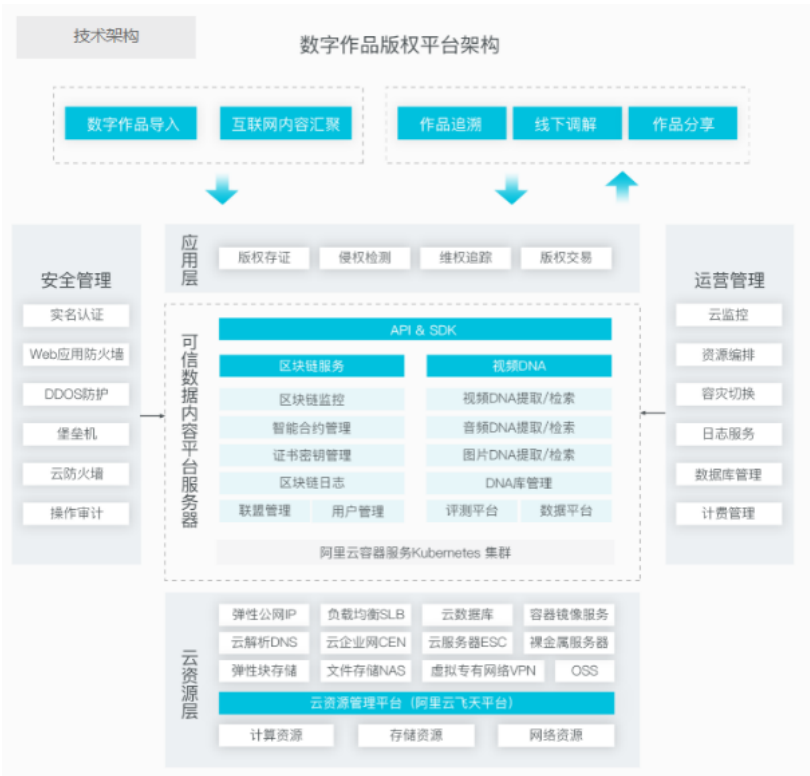 技术架构
数字作品版权平台架构
数字作品导入 互联网内容汇聚 作品追溯 线下调解 作品分享
安全管理
实名认证
Web应用防火墙
DDOS防护
堡垒机
云防火墙
操作审计
应用层
版权存证 侵权检测 维权追踪 版权交易
可信数据内容平台服务器
API & SDK
区块链服务 视频DNA
区块链监控 视频DNA提取/检索
智能合约管理 音频DNA提取/检索
证书密钥管理 图片DNA提取/检索
区块链日志 DNA库管理
联盟管理 用户管理 评测平台 数据平台
阿里云容器服务Kubernetes 集群
运营管理
云监控
资源编排
容灾切换
日志服务
数据库管理
计费管理
云资源层
弹性公网IP 负载均衡SLB 云数据库 容器镜像服务
云解析DNS 云企业网CEN 云服务器ESC 裸金属服务器
弹性块存储 文件存储NAS 虚拟专有网络VPN OSS
云资源管理平台（阿里云飞天平台）
计算资源 存储资源 网络资源